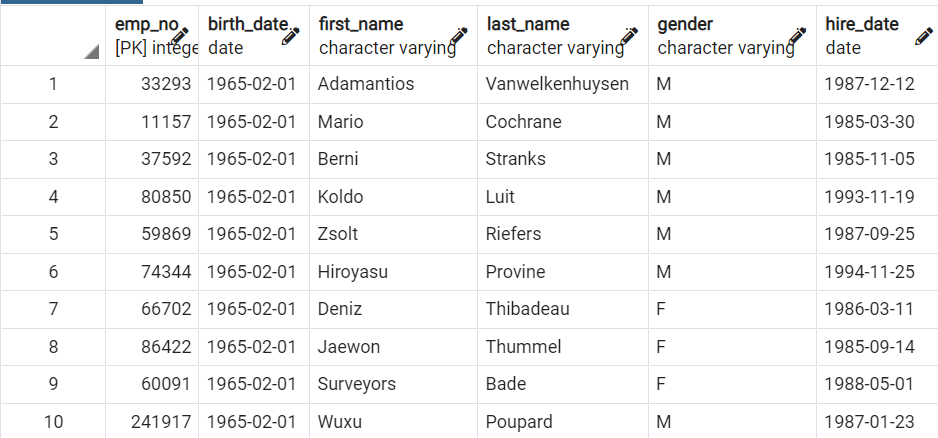 emp_no birth_date first_name last_name gender hire_date
[PK] intege date character varying character varying character varying date
1 33293 1965-02-01 Adamantios Vanwelkenhuysen M 1987-12-12
2 11157 1965-02-01 Mario Cochrane M 1985-03-30
3 37592 1965-02-01 Berni Stranks M 1985-11-05
4 80850 1965-02-01 Koldo Luit M 1993-11-19
5 59869 1965-02-01 Zsolt Riefers M 1987-09-25
6 74344 1965-02-01 Hiroyasu Provine M 1994-11-25
7 66702 1965-02-01 Deniz Thibadeau F 1986-03-11
8 86422 1965-02-01 Jaewon Thummel F 1985-09-14
9 60091 1965-02-01 Surveyors Bade F 1988-05-01
10 241917 1965-02-01 Wuxu Poupard M 1987-01-23